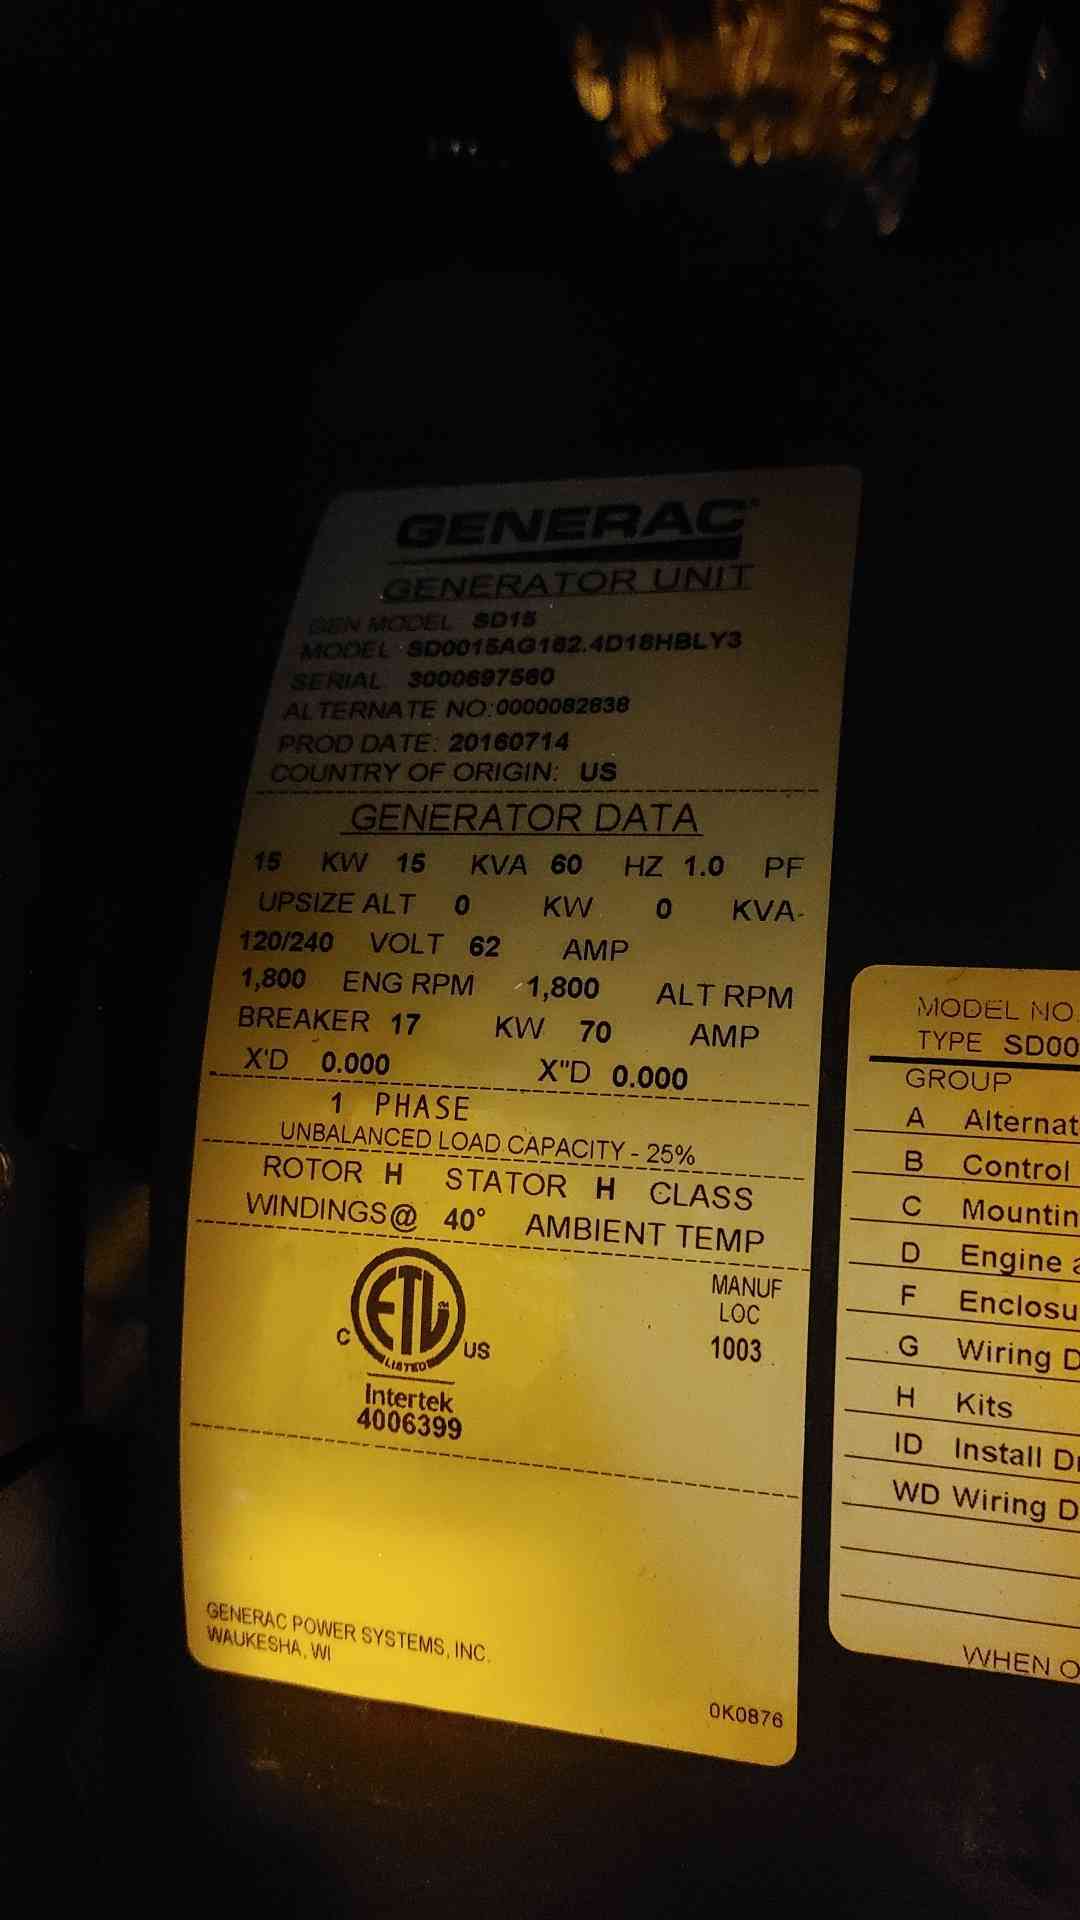 GENERAC
GENERATOR UNIT
GEN MODEL SD15
MODEL SD0015AG162.4D18HBLY3
SERIAL 3000697560
ALTERNATE NO:0000082838
PROD DATE: 20160714
COUNTRY OF ORIGIN: US
GENERATOR DATA
15 KW 15 KVA 60 HZ 1.0 PF
UPSIZE ALT 0 KW 0 KVA
120/240 VOLT 62 AMP
1,800 ENG RPM 1,800 ALT RPM
BREAKER 17 KW 70 AMP
X'D 0.000 X"D 0.000
1 PHASE
UNBALANCED LOAD CAPACITY - 25%
ROTOR H STATOR H CLASS
WINDINGS@ 40° AMBIENT TEMP
ETL
C LISTED US
Intertek
4006399
MANUF
LOC
1003
GENERAC POWER SYSTEMS, INC.
WAUKESHA, WI
0K0876
MODEL NO.
TYPE SD00
GROUP
A Alternat
B Control
C Mountin
D Engine
F Enclosu
G Wiring D
H Kits
ID Install D
WD Wiring D
WHEN O